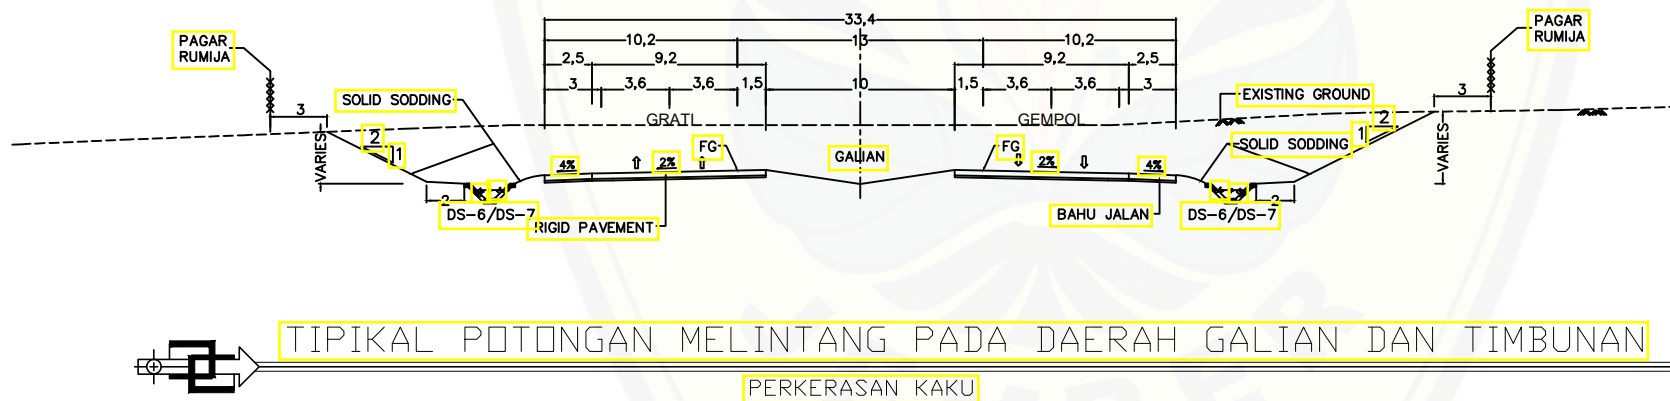 33,4
10,2 13 10,2
2,5 9,2 9,2 2,5
3 3,6 3,6 1,5 10 1,5 3,6 3,6 3
PAGAR
RUMIJA
PAGAR
RUMIJA
3 SOLID SODDING EXISTING GROUND 3
GRATI GEMPOL
VARIES 2 1 FG GALIAN FG SOLID SODDING 1 2 VARIES
4% 2% 2% 4%
2 2
DS-6/DS-7 BAHU JALAN DS-6/DS-7
RIGID PAVEMENT
TIPIKAL POTONGAN MELINTANG PADA DAERAH GALIAN DAN TIMBUNAN
PERKERASAN KAKU